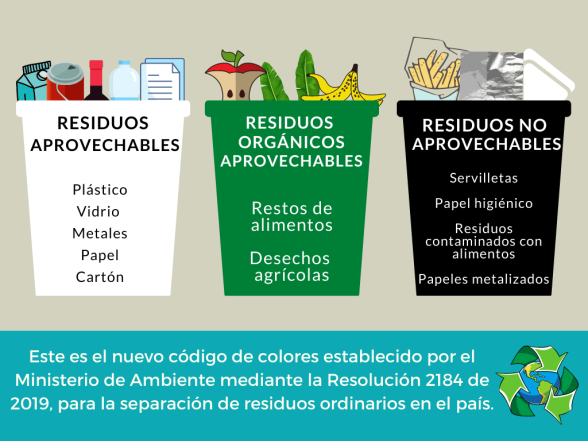 RESIDUOS
APROVECHABLES
Plástico
Vidrio
Metales
Papel
Cartón
RESIDUOS
ORGÁNICOS
APROVECHABLES
Restos de
alimentos
Desechos
agrícolas
RESIDUOS NO
APROVECHABLES
Servilletas
Papel higiénico
Residuos
contaminados con
alimentos
Papeles metalizados
Este es el nuevo código de colores establecido por el
Ministerio de Ambiente mediante la Resolución 2184 de
2019, para la separación de residuos ordinarios en el país.